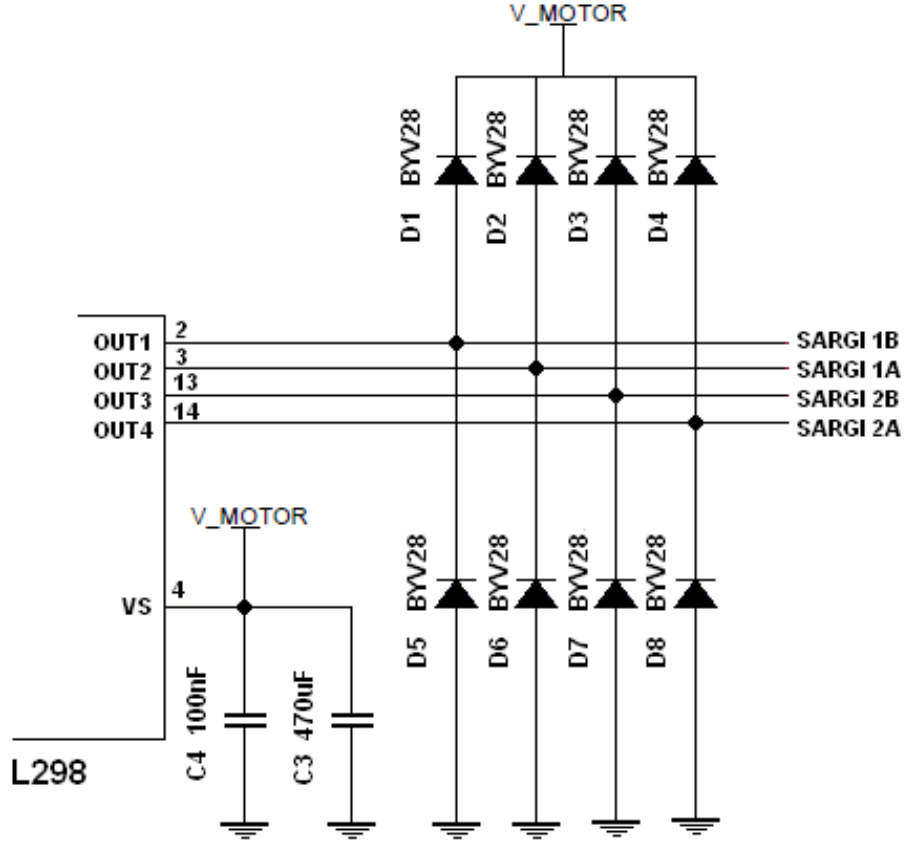 V_MOTOR
BYV28
BYV28
BYV28
BYV28
D1
D2
D3
D4
OUT1
2
SARGI 1B
OUT2
3
SARGI 1A
OUT3
13
SARGI 2B
OUT4
14
SARGI 2A
V_MOTOR
VS
4
BYV28
BYV28
BYV28
BYV28
D5
D6
D7
D8
C4 100nF
C3 470uF
L298